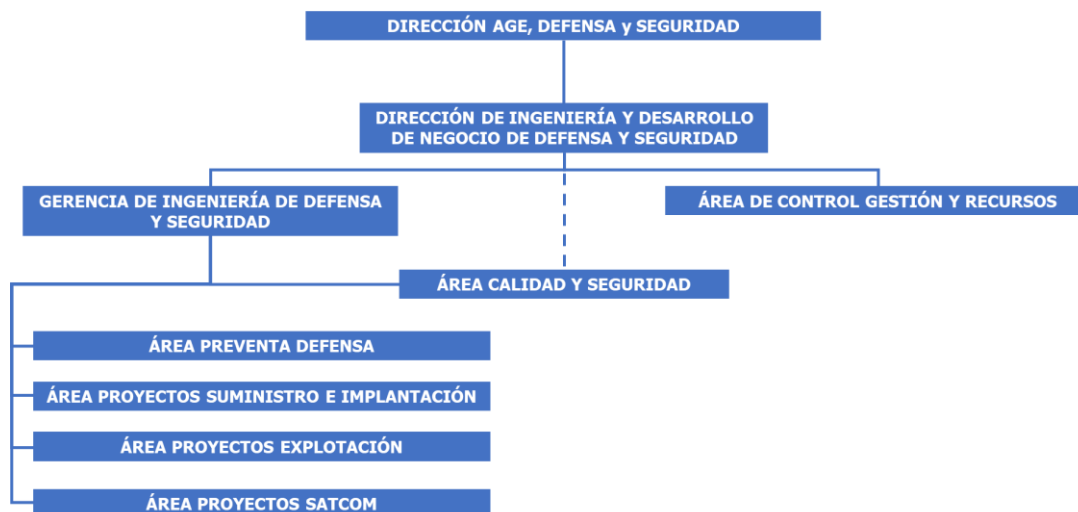 DIRECCIÓN AGE, DEFENSA y SEGURIDAD
DIRECCIÓN DE INGENIERÍA Y DESARROLLO
DE NEGOCIO DE DEFENSA Y SEGURIDAD
GERENCIA DE INGENIERÍA DE DEFENSA
Y SEGURIDAD
ÁREA DE CONTROL GESTIÓN Y RECURSOS
ÁREA CALIDAD Y SEGURIDAD
ÁREA PREVENTA DEFENSA
ÁREA PROYECTOS SUMINISTRO E IMPLANTACIÓN
ÁREA PROYECTOS EXPLOTACIÓN
ÁREA PROYECTOS SATCOM